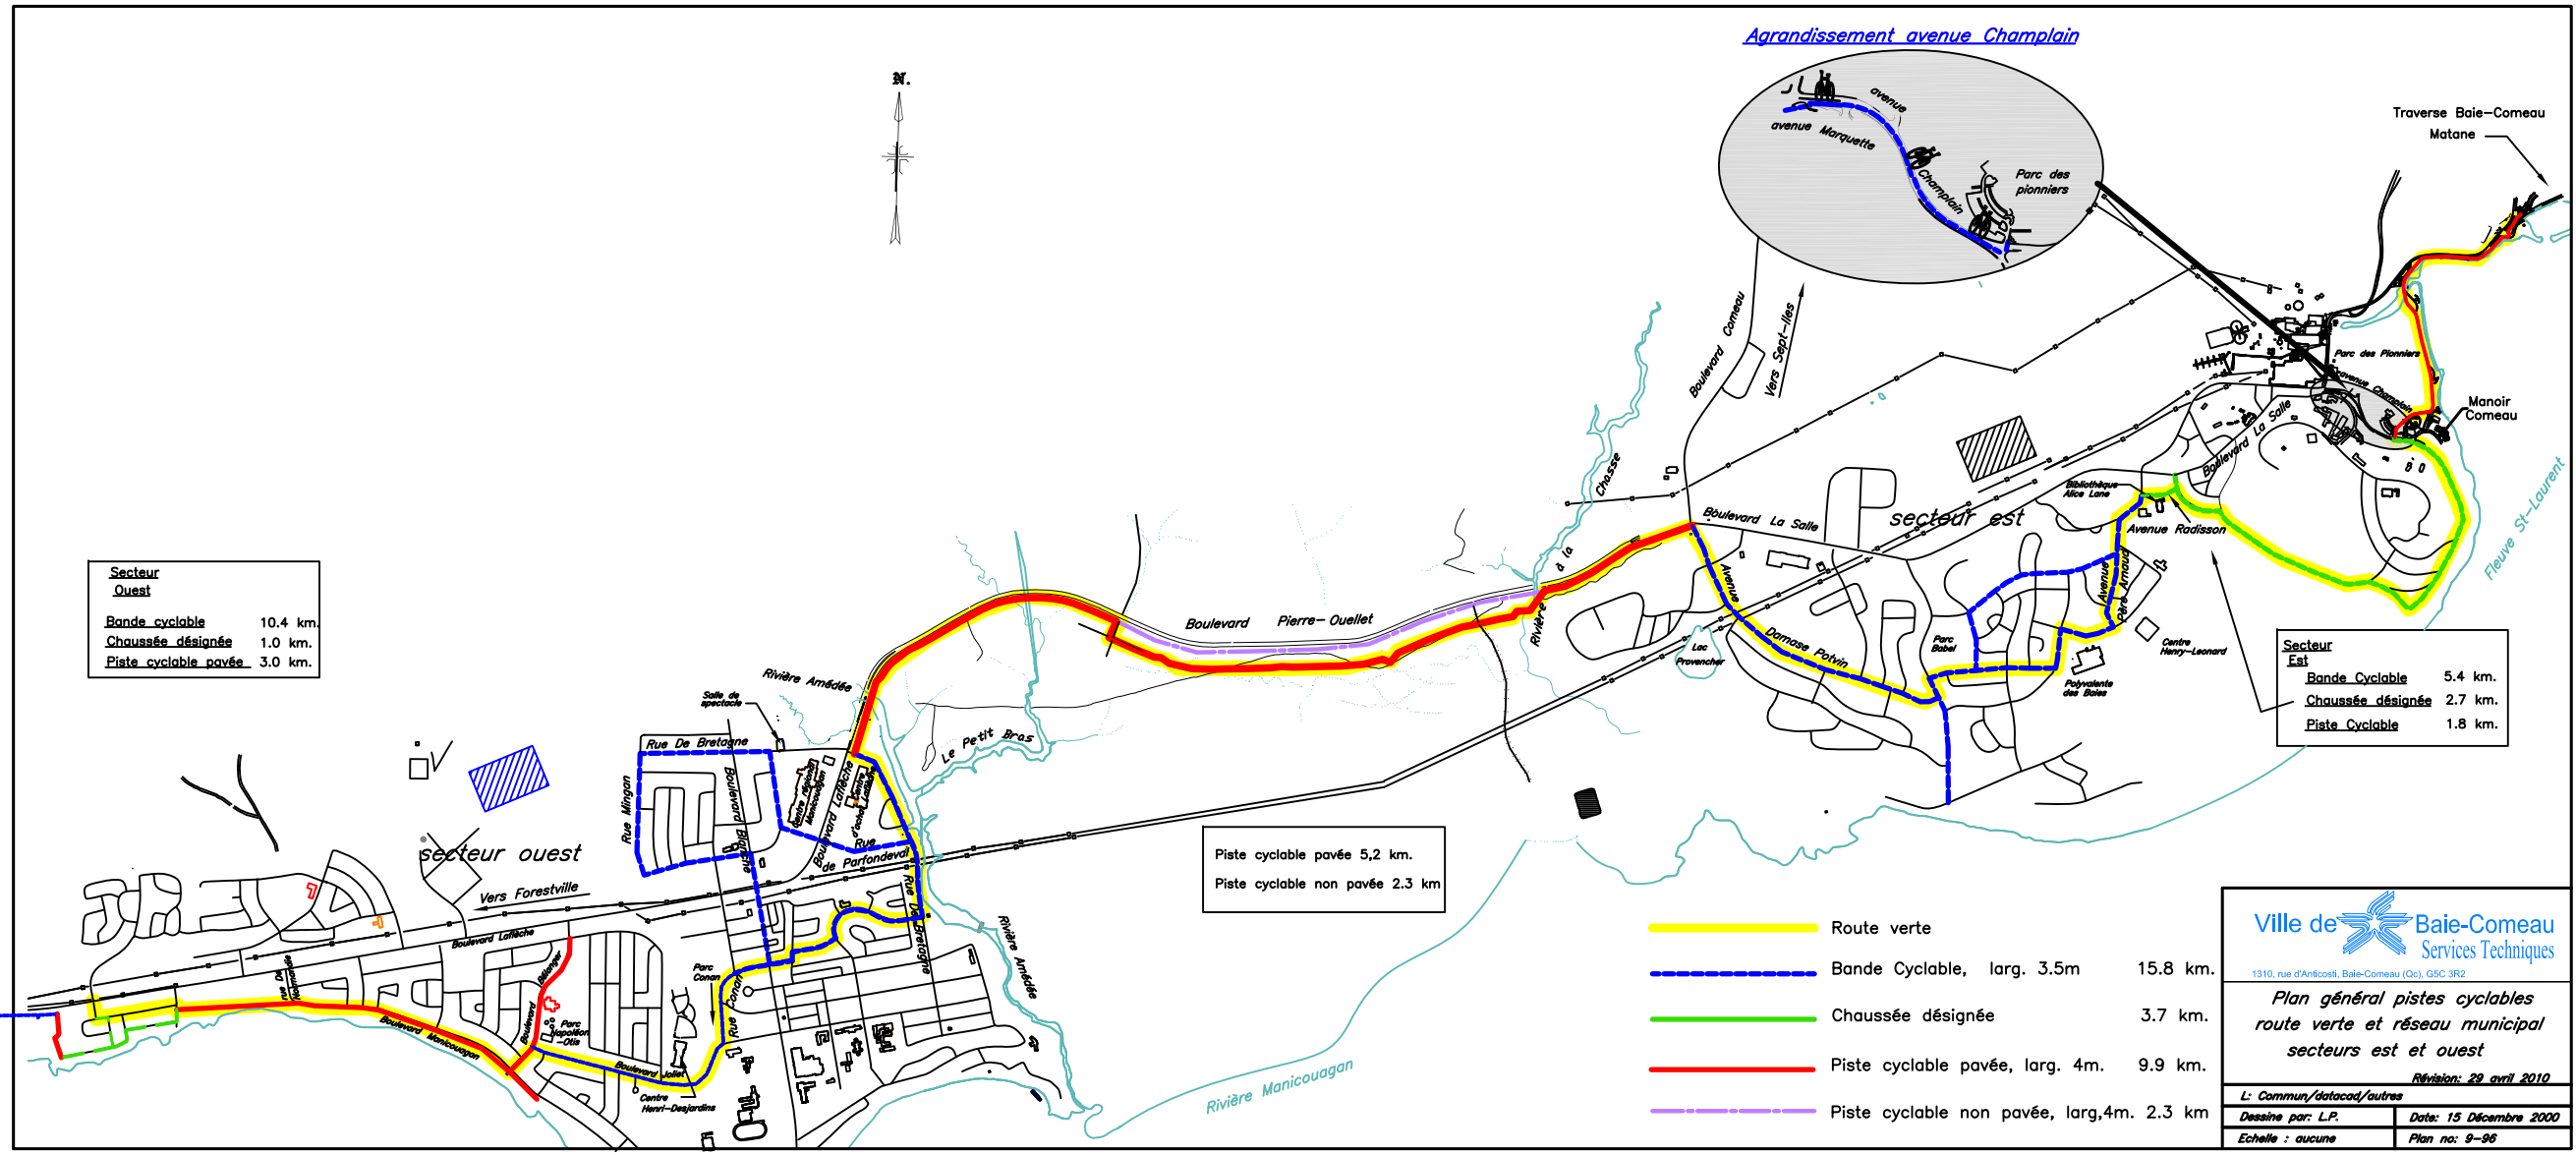 Agrandissement avenue Champlain
N.
avenue
avenue Marquette
Champlain
Parc des
pionniers
Traverse Baie-Comeau
Matane
Boulevard Comeau
Vers Sept-Iles
Parc des Pionniers
avenue Champlain
Manoir
Comeau
Boulevard La Salle
Fleuve St-Laurent
Bibliothèque
Alice Lane
Avenue Radisson
secteur est
Boulevard La Salle
Rivière à la Chasse
Avenue
Damase Potvin
Lac
Provencher
Parc
Babel
Avenue
Père Arnaud
Centre
Henry-Leonard
Polyvalente
des Baies
Secteur
Est
Bande Cyclable 5.4 km.
Chaussée désignée 2.7 km.
Piste Cyclable 1.8 km.
Secteur
Ouest
Bande cyclable 10.4 km.
Chaussée désignée 1.0 km.
Piste cyclable pavée 3.0 km.
Boulevard Pierre-Ouellet
Rivière Amédée
Le Petit Bras
Salle de
spectacle
Rue De Bretagne
Rue Mingan
Boulevard Blanche
Centre régional
Manicouagan
Boulevard Laflèche
Centre
d'achat Laflèche
Rue
de Parfondeval
Rue De Bretagne
Rivière Amédée
secteur ouest
Vers Forestville
Boulevard Laflèche
rue De
Normandie
Boulevard Bélanger
Parc
Napoléon
-Otis
Boulevard
Manicouagan
Boulevard Joliet
Centre
Henri-Desjardins
Parc
Conan
Rue Conan
Rivière Manicouagan
Piste cyclable pavée 5,2 km.
Piste cyclable non pavée 2.3 km
Route verte
Bande Cyclable, larg. 3.5m 15.8 km.
Chaussée désignée 3.7 km.
Piste cyclable pavée, larg. 4m. 9.9 km.
Piste cyclable non pavée, larg,4m. 2.3 km
Ville de Baie-Comeau
Services Techniques
1310, rue d'Anticosti, Baie-Comeau (Qc), G5C 3R2
Plan général pistes cyclables
route verte et réseau municipal
secteurs est et ouest
Révision: 29 avril 2010
L: Commun/datacad/autres
Dessine par: L.P. Date: 15 Décembre 2000
Echelle : aucune Plan no: 9-96